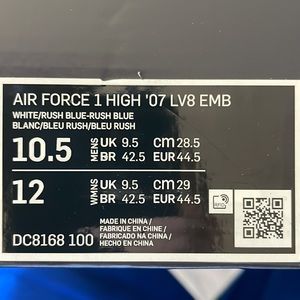 AIR FORCE 1 HIGH '07 LV8 EMB
WHITE/RUSH BLUE-RUSH BLUE
BLANC/BLEU RUSH/BLEU RUSH
10.5 MENS UK 9.5 cm 28.5
BR 42.5 EUR 44.5
12 WMNS UK 9.5 cm 29
BR 42.5 EUR 44.5
MADE IN CHINA /
FABRIQUE EN CHINE /
FABRICADO NA CHINA /
DC8168 100 HECHO EN CHINA
RFID